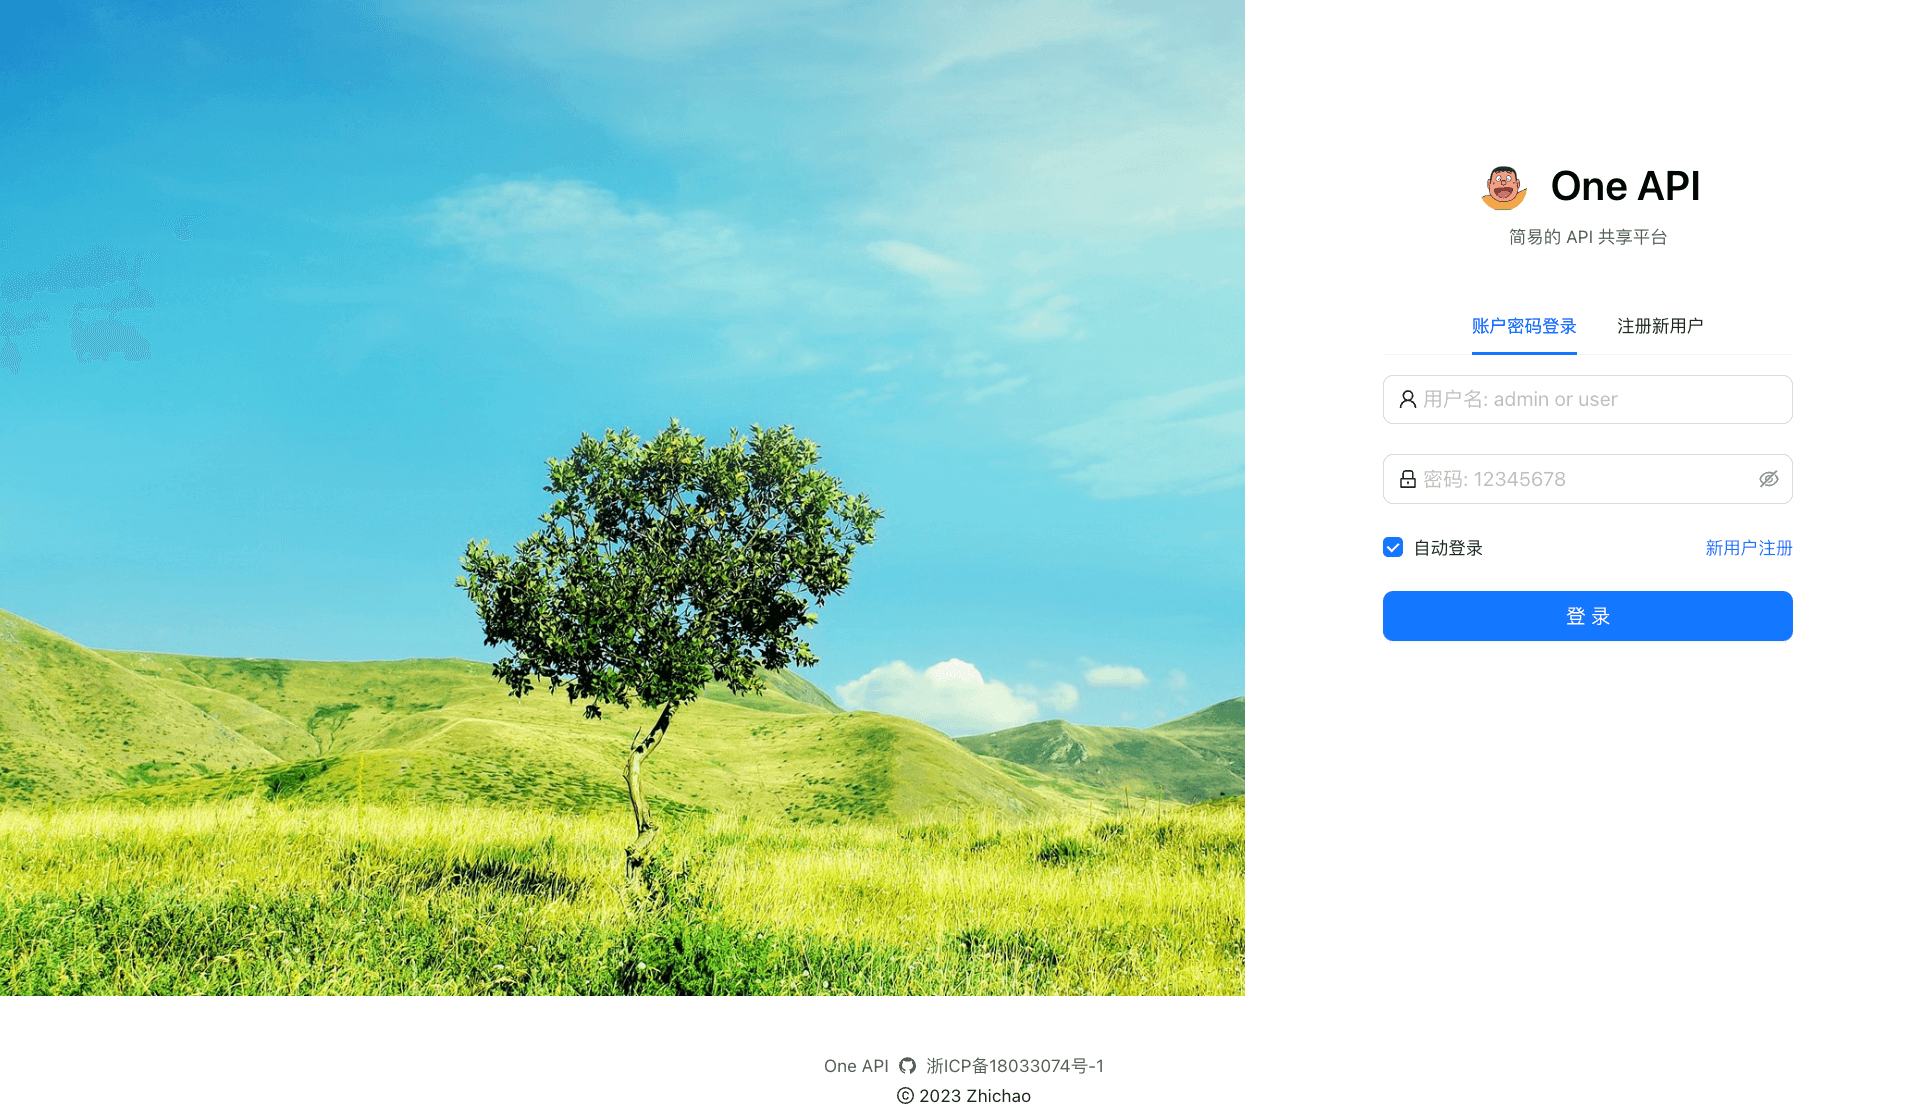 One API
简易的 API 共享平台
账户密码登录 注册新用户
用户名: admin or user
密码: 12345678
自动登录 新用户注册
登 录
One API 浙ICP备18033074号-1
© 2023 Zhichao